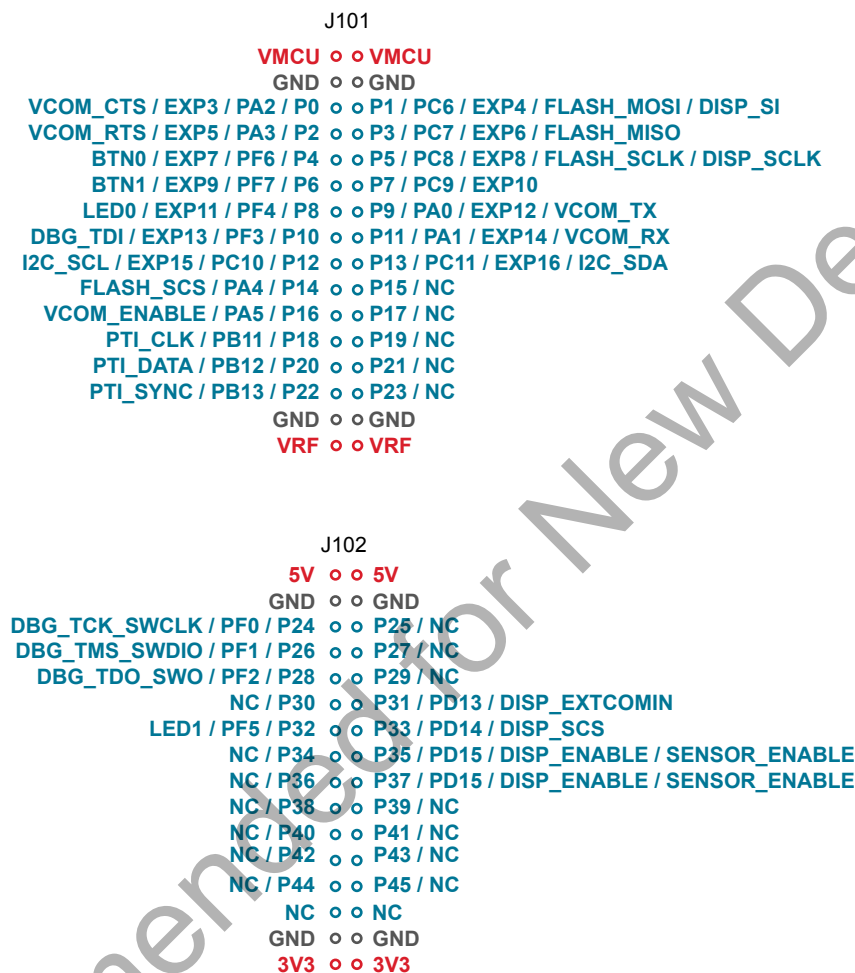 J101
VMCU VMCU
GND GND
VCOM_CTS / EXP3 / PA2 / P0 P1 / PC6 / EXP4 / FLASH_MOSI / DISP_SI
VCOM_RTS / EXP5 / PA3 / P2 P3 / PC7 / EXP6 / FLASH_MISO
BTN0 / EXP7 / PF6 / P4 P5 / PC8 / EXP8 / FLASH_SCLK / DISP_SCLK
BTN1 / EXP9 / PF7 / P6 P7 / PC9 / EXP10
LED0 / EXP11 / PF4 / P8 P9 / PA0 / EXP12 / VCOM_TX
DBG_TDI / EXP13 / PF3 / P10 P11 / PA1 / EXP14 / VCOM_RX
I2C_SCL / EXP15 / PC10 / P12 P13 / PC11 / EXP16 / I2C_SDA
FLASH_SCS / PA4 / P14 P15 / NC
VCOM_ENABLE / PA5 / P16 P17 / NC
PTI_CLK / PB11 / P18 P19 / NC
PTI_DATA / PB12 / P20 P21 / NC
PTI_SYNC / PB13 / P22 P23 / NC
GND GND
VRF VRF
J102
5V 5V
GND GND
DBG_TCK_SWCLK / PF0 / P24 P25 / NC
DBG_TMS_SWDIO / PF1 / P26 P27 / NC
DBG_TDO_SWO / PF2 / P28 P29 / NC
NC / P30 P31 / PD13 / DISP_EXTCOMIN
LED1 / PF5 / P32 P33 / PD14 / DISP_SCS
NC / P34 P35 / PD15 / DISP_ENABLE / SENSOR_ENABLE
NC / P36 P37 / PD15 / DISP_ENABLE / SENSOR_ENABLE
NC / P38 P39 / NC
NC / P40 P41 / NC
NC / P42 P43 / NC
NC / P44 P45 / NC
NC NC
GND GND
3V3 3V3
mended for New De